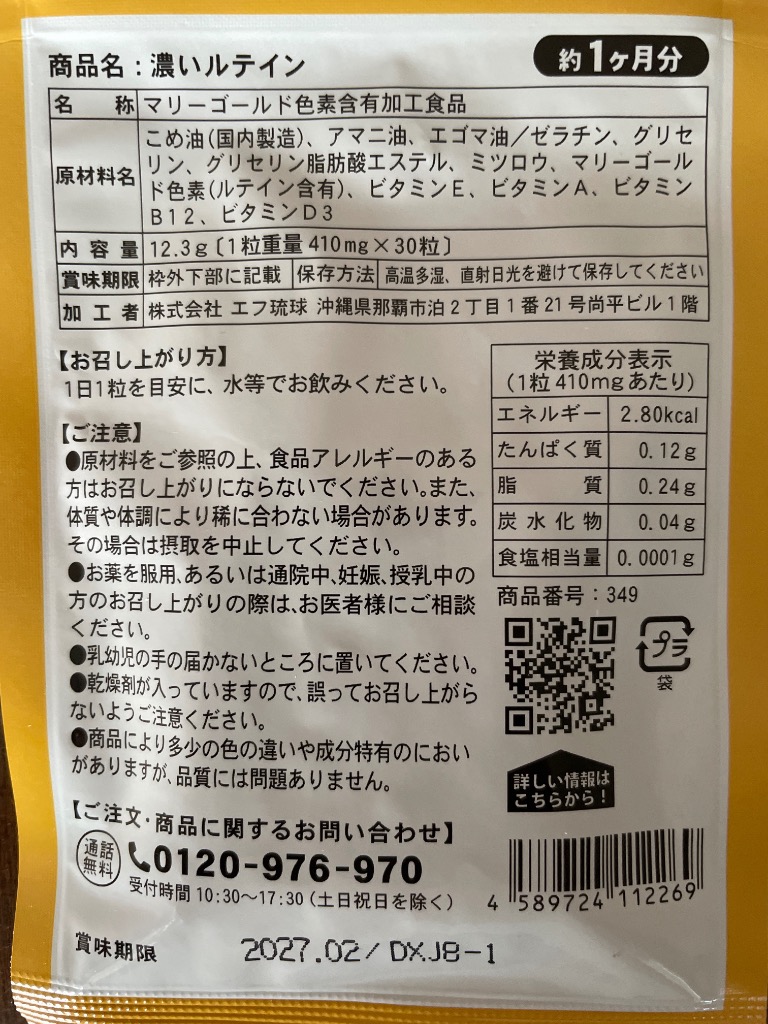 商品名：濃いルテイン
約1ヶ月分
名称 マリーゴールド色素含有加工食品
原材料名
こめ油(国内製造)、アマニ油、エゴマ油／ゼラチン、グリセ
リン、グリセリン脂肪酸エステル、ミツロウ、マリーゴール
ド色素(ルテイン含有)、ビタミンE、ビタミンA、ビタミン
B12、ビタミンD3
内容量 12.3g〔1粒重量 410mg×30粒〕
賞味期限 枠外下部に記載 保存方法 高温多湿、直射日光を避けて保存してください
加工者 株式会社 エフ琉球 沖縄県那覇市泊2丁目1番21号尚平ビル1階
【お召し上がり方】
1日1粒を目安に、水等でお飲みください。
【ご注意】
●原材料をご参照の上、食品アレルギーのある
方はお召し上がりにならないでください。また、
体質や体調により稀に合わない場合があります。
その場合は摂取を中止してください。
●お薬を服用、あるいは通院中、妊娠、授乳中の
方のお召し上がりの際は、お医者様にご相談
ください。
●乳幼児の手の届かないところに置いてください。
●乾燥剤が入っていますので、誤ってお召し上がら
ないようご注意ください。
●商品により多少の色の違いや成分特有のにおい
がありますが、品質には問題ありません。
栄養成分表示
(1粒 410mgあたり)
エネルギー 2.80kcal
たんぱく質 0.12g
脂質 0.24g
炭水化物 0.04g
食塩相当量 0.0001g
商品番号：349
プラ
袋
詳しい情報は
こちらから！
【ご注文・商品に関するお問い合わせ】
通話
無料
0120-976-970
受付時間 10:30〜17:30(土日祝日を除く)
4 589724 112269
賞味期限 2027.02/DXJ8-1